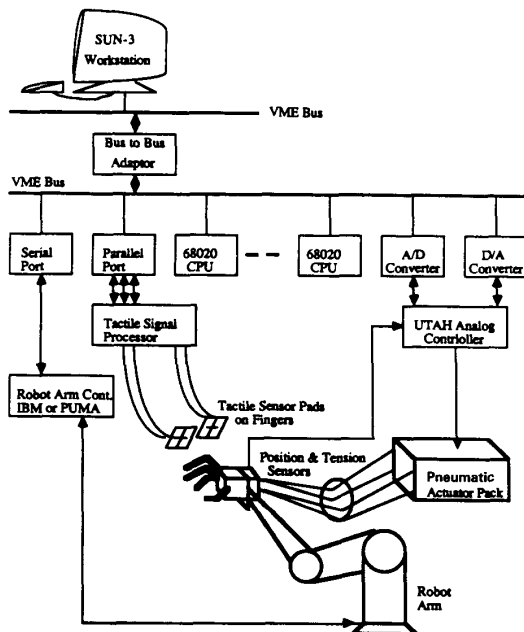 SUN-3
Workstation
VME Bus
Bus to Bus
Adaptor
VME Bus
Serial
Port
Parallel
Port
68020
CPU
68020
CPU
A/D
Converter
D/A
Converter
Tactile Signal
Processor
UTAH Analog
Controller
Robot Arm Cont.
IBM or PUMA
Tactile Sensor Pads
on Fingers
Position & Tension
Sensors
Pneumatic
Actuator Pack
Robot
Arm